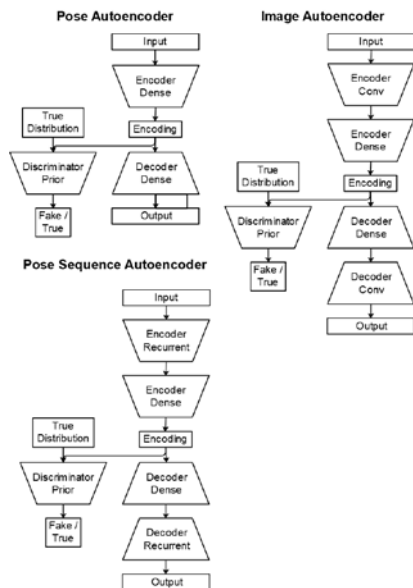 Pose Autoencoder
Input
Encoder
Dense
True
Distribution
Encoding
Discriminator
Prior
Decoder
Dense
Fake /
True
Output
Image Autoencoder
Input
Encoder
Conv
Encoder
Dense
True
Distribution
Encoding
Discriminator
Prior
Decoder
Dense
Fake /
True
Decoder
Conv
Output
Pose Sequence Autoencoder
Input
Encoder
Recurrent
Encoder
Dense
True
Distribution
Encoding
Discriminator
Prior
Decoder
Dense
Fake /
True
Decoder
Recurrent
Output